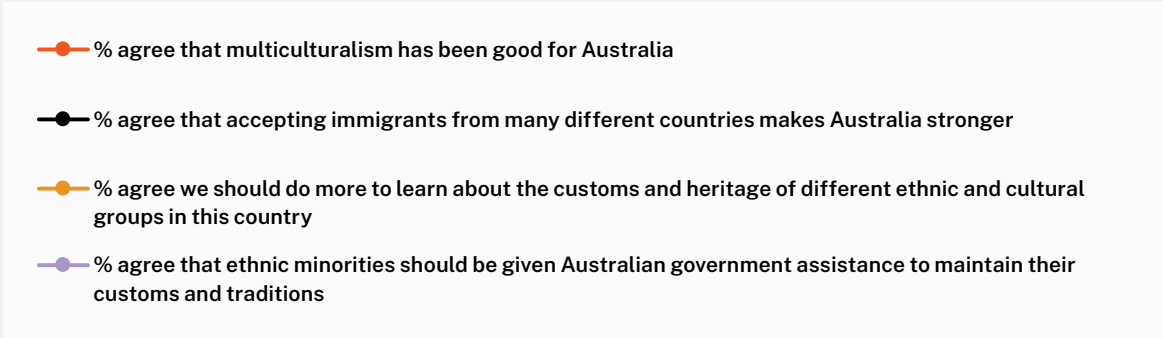 % agree that multiculturalism has been good for Australia
% agree that accepting immigrants from many different countries makes Australia stronger
% agree we should do more to learn about the customs and heritage of different ethnic and cultural
groups in this country
% agree that ethnic minorities should be given Australian government assistance to maintain their
customs and traditions